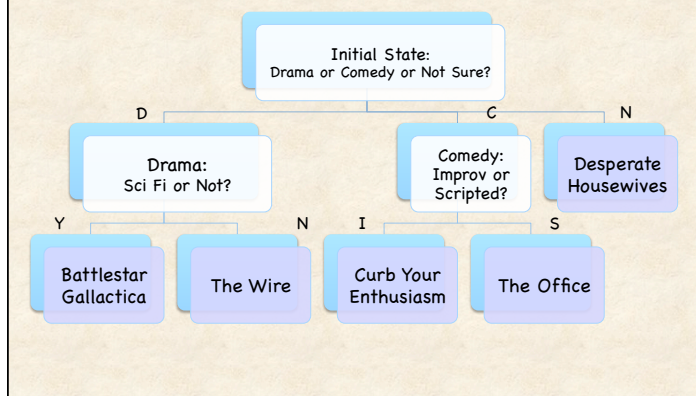 Initial State:
Drama or Comedy or Not Sure?
D
C
N
Drama:
Sci Fi or Not?
Comedy:
Improv or
Scripted?
Desperate
Housewives
Y
N
I
S
Battlestar
Gallactica
The Wire
Curb Your
Enthusiasm
The Office